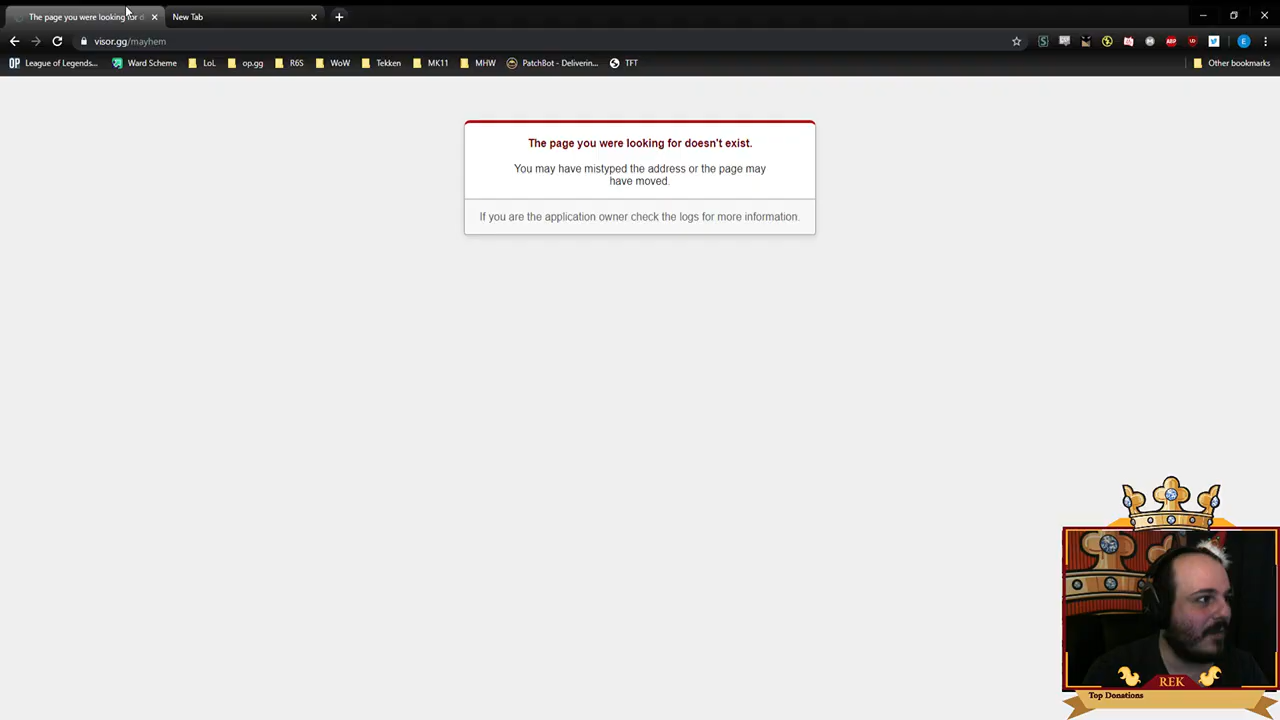 The page you were looking for d
New Tab
visor.gg/mayhem
League of Legends...
Ward Scheme
LoL
op.gg
R6S
WoW
Tekken
MK11
MHW
PatchBot - Deliverin...
TFT
Other bookmarks
The page you were looking for doesn't exist.
You may have mistyped the address or the page may
have moved.
If you are the application owner check the logs for more information.
REK
Top Donations